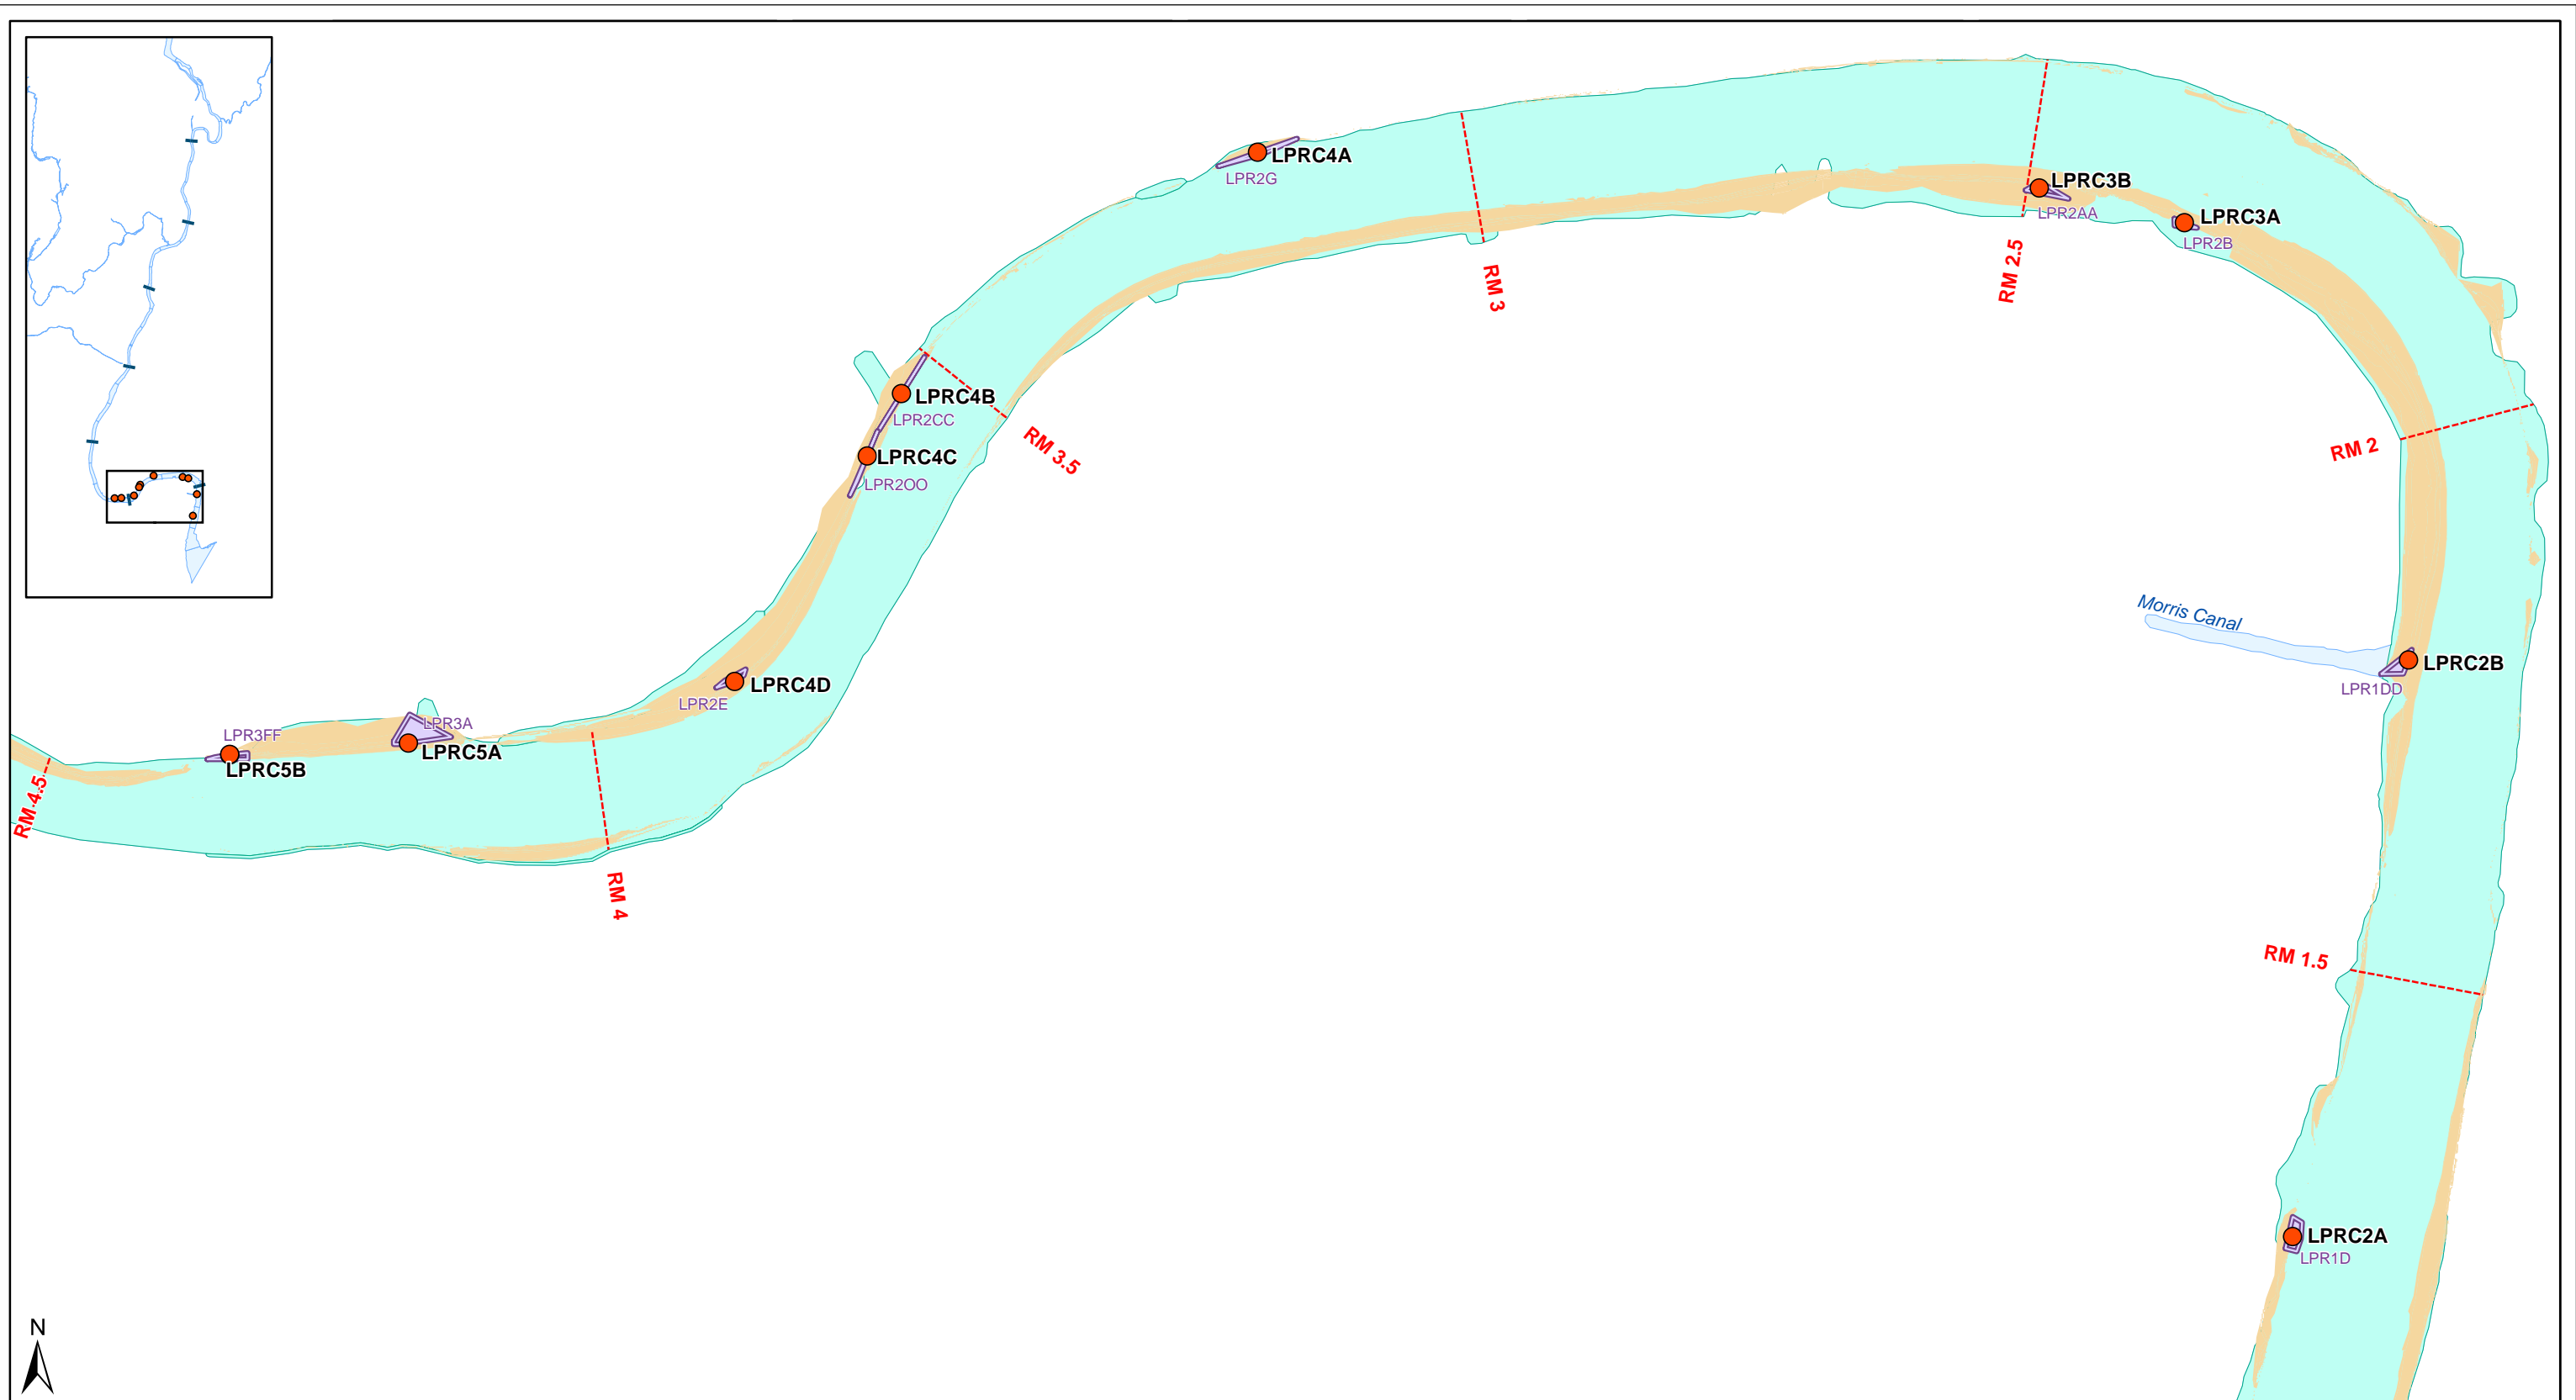 LPRC4A
LPR2G
LPRC3B
LPR2AA
LPRC3A
LPR2B
RM 3
RM 2.5
LPRC4B
LPR2CC
RM 3.5
RM 2
LPRC4C
LPR2OO
Morris Canal
LPRC2B
LPR1DD
LPRC4D
LPR2E
LPR3A
LPRC5A
LPR3FF
LPRC5B
RM 4.5
RM 4
RM 1.5
LPRC2A
LPR1D
N